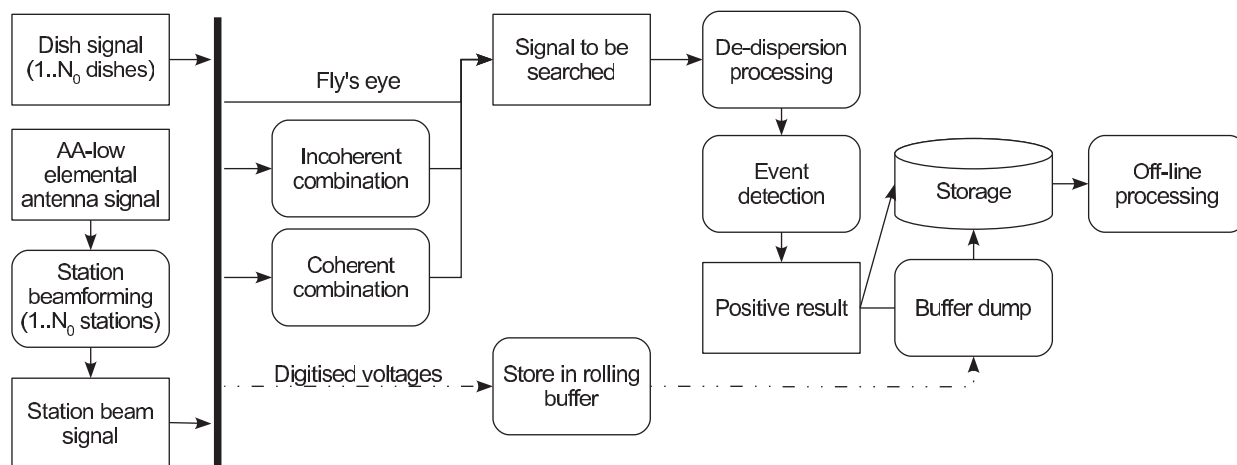 Dish signal
(1..N₀ dishes)
AA-low
elemental
antenna signal
Station
beamforming
(1..N₀ stations)
Station beam
signal
Fly's eye
Incoherent
combination
Coherent
combination
Digitised voltages
Signal to be
searched
Store in rolling
buffer
De-dispersion
processing
Event
detection
Positive result
Storage
Buffer dump
Off-line
processing